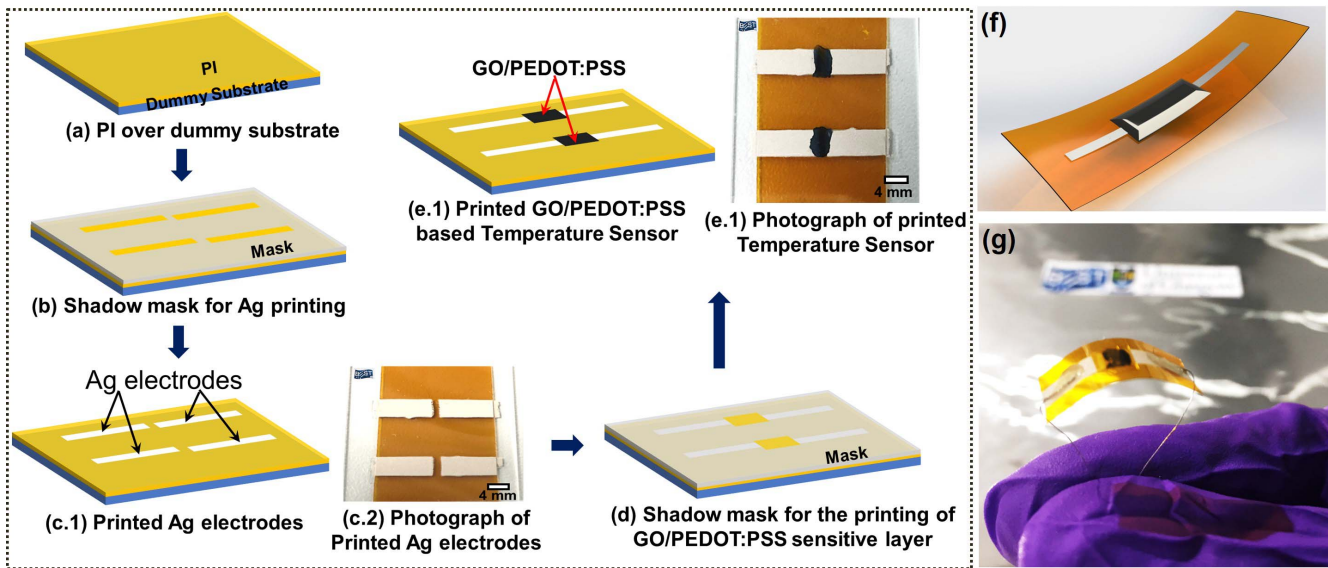 PI
Dummy Substrate
(a) PI over dummy substrate
Mask
(b) Shadow mask for Ag printing
Ag electrodes
(c.1) Printed Ag electrodes
4 mm
(c.2) Photograph of
Printed Ag electrodes
Mask
(d) Shadow mask for the printing of
GO/PEDOT:PSS sensitive layer
GO/PEDOT:PSS
(e.1) Printed GO/PEDOT:PSS
based Temperature Sensor
4 mm
(e.1) Photograph of printed
Temperature Sensor
(f)
(g)